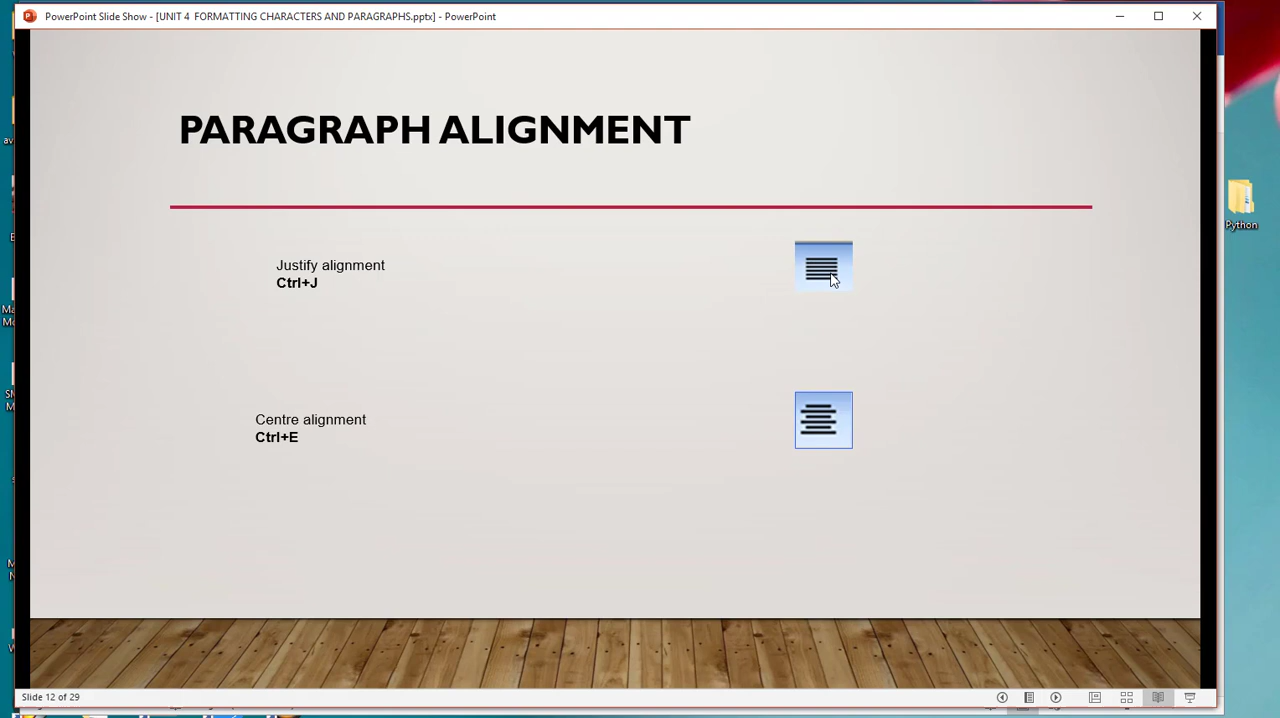 PowerPoint Slide Show - [UNIT 4 FORMATTING CHARACTERS AND PARAGRAPHS.pptx] - PowerPoint
PARAGRAPH ALIGNMENT
Justify alignment
Ctrl+J
Centre alignment
Ctrl+E
Python
Slide 12 of 29